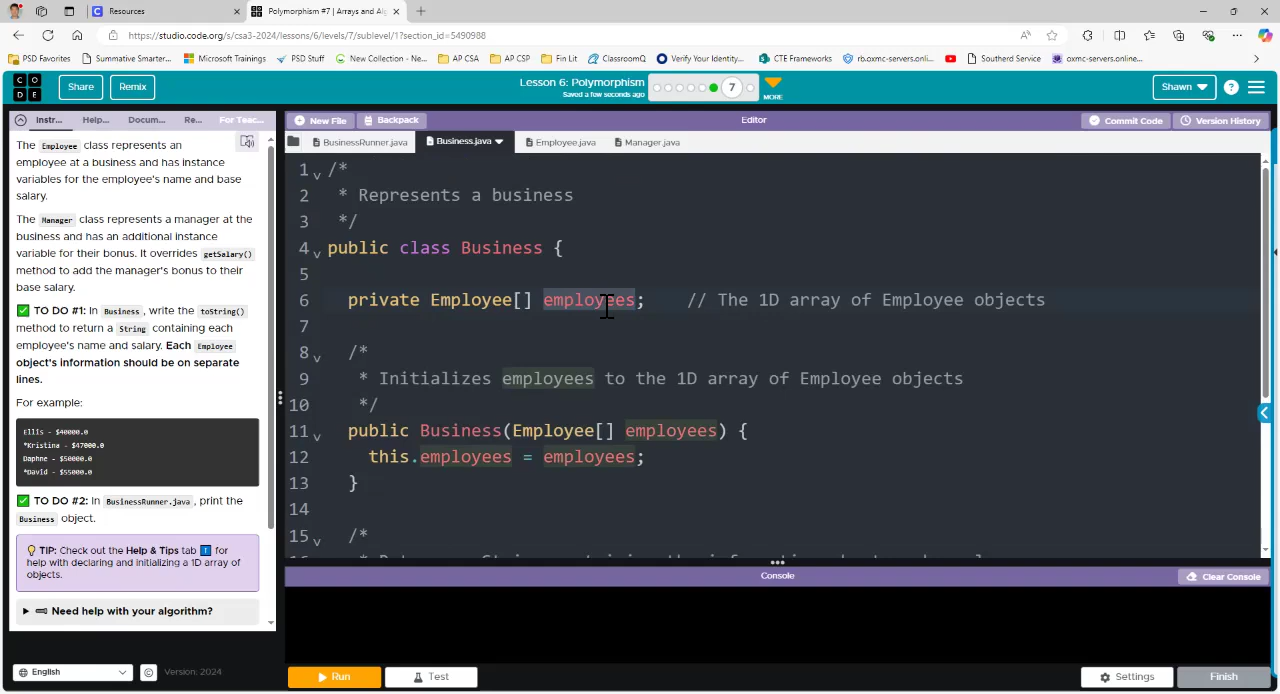 Resources
Polymorphism #7 | Arrays and Alg
https://studio.code.org/s/csa3-2024/lessons/6/levels/7/sublevel/1?section_id=5490988
PSD Favorites
Summative Smarter...
Microsoft Trainings
PSD Stuff
New Collection - Ne...
AP CSA
AP CSP
Fin Lit
ClassroomQ
Verify Your Identity,...
CTE Frameworks
rb.oxmc-servers.onli...
Southerd Service
oxmc-servers.online...
C O
D E
Share
Remix
Lesson 6: Polymorphism
Saved a few seconds ago
7
MORE
Shawn
?
Instr...
Help...
Docum...
Re...
For Teac...
New File
Backpack
Editor
Commit Code
Version History
BusinessRunner.java
Business.java
Employee.java
Manager.java
The Employee class represents an
employee at a business and has instance
variables for the employee's name and base
salary.
The Manager class represents a manager at the
business and has an additional instance
variable for their bonus. It overrides getSalary()
method to add the manager's bonus to their
base salary.
✅ TO DO #1: In Business, write the toString()
method to return a String containing each
employee's name and salary. Each Employee
object's information should be on separate
lines.
For example:
Ellis - $40000.0
*Kristina - $47000.0
Daphne - $50000.0
*David - $55000.0
✅ TO DO #2: In BusinessRunner.java, print the
Business object.
💡 TIP: Check out the Help & Tips tab ⬆️ for
help with declaring and initializing a 1D array of
objects.
Need help with your algorithm?
1 /*
2 * Represents a business
3 */
4 public class Business {
5
6 private Employee[] employees; // The 1D array of Employee objects
7
8 /*
9 * Initializes employees to the 1D array of Employee objects
10 */
11 public Business(Employee[] employees) {
12 this.employees = employees;
13 }
14
15 /*
Console
Clear Console
English
Version: 2024
Run
Test
Settings
Finish